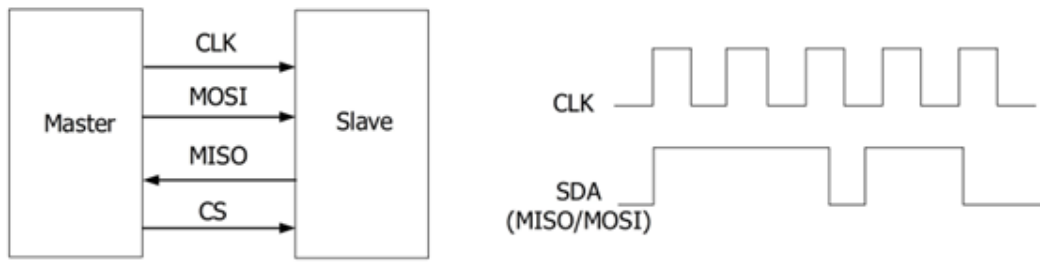 CLK
MOSI
Master
Slave
MISO
CS
CLK
SDA
(MISO/MOSI)